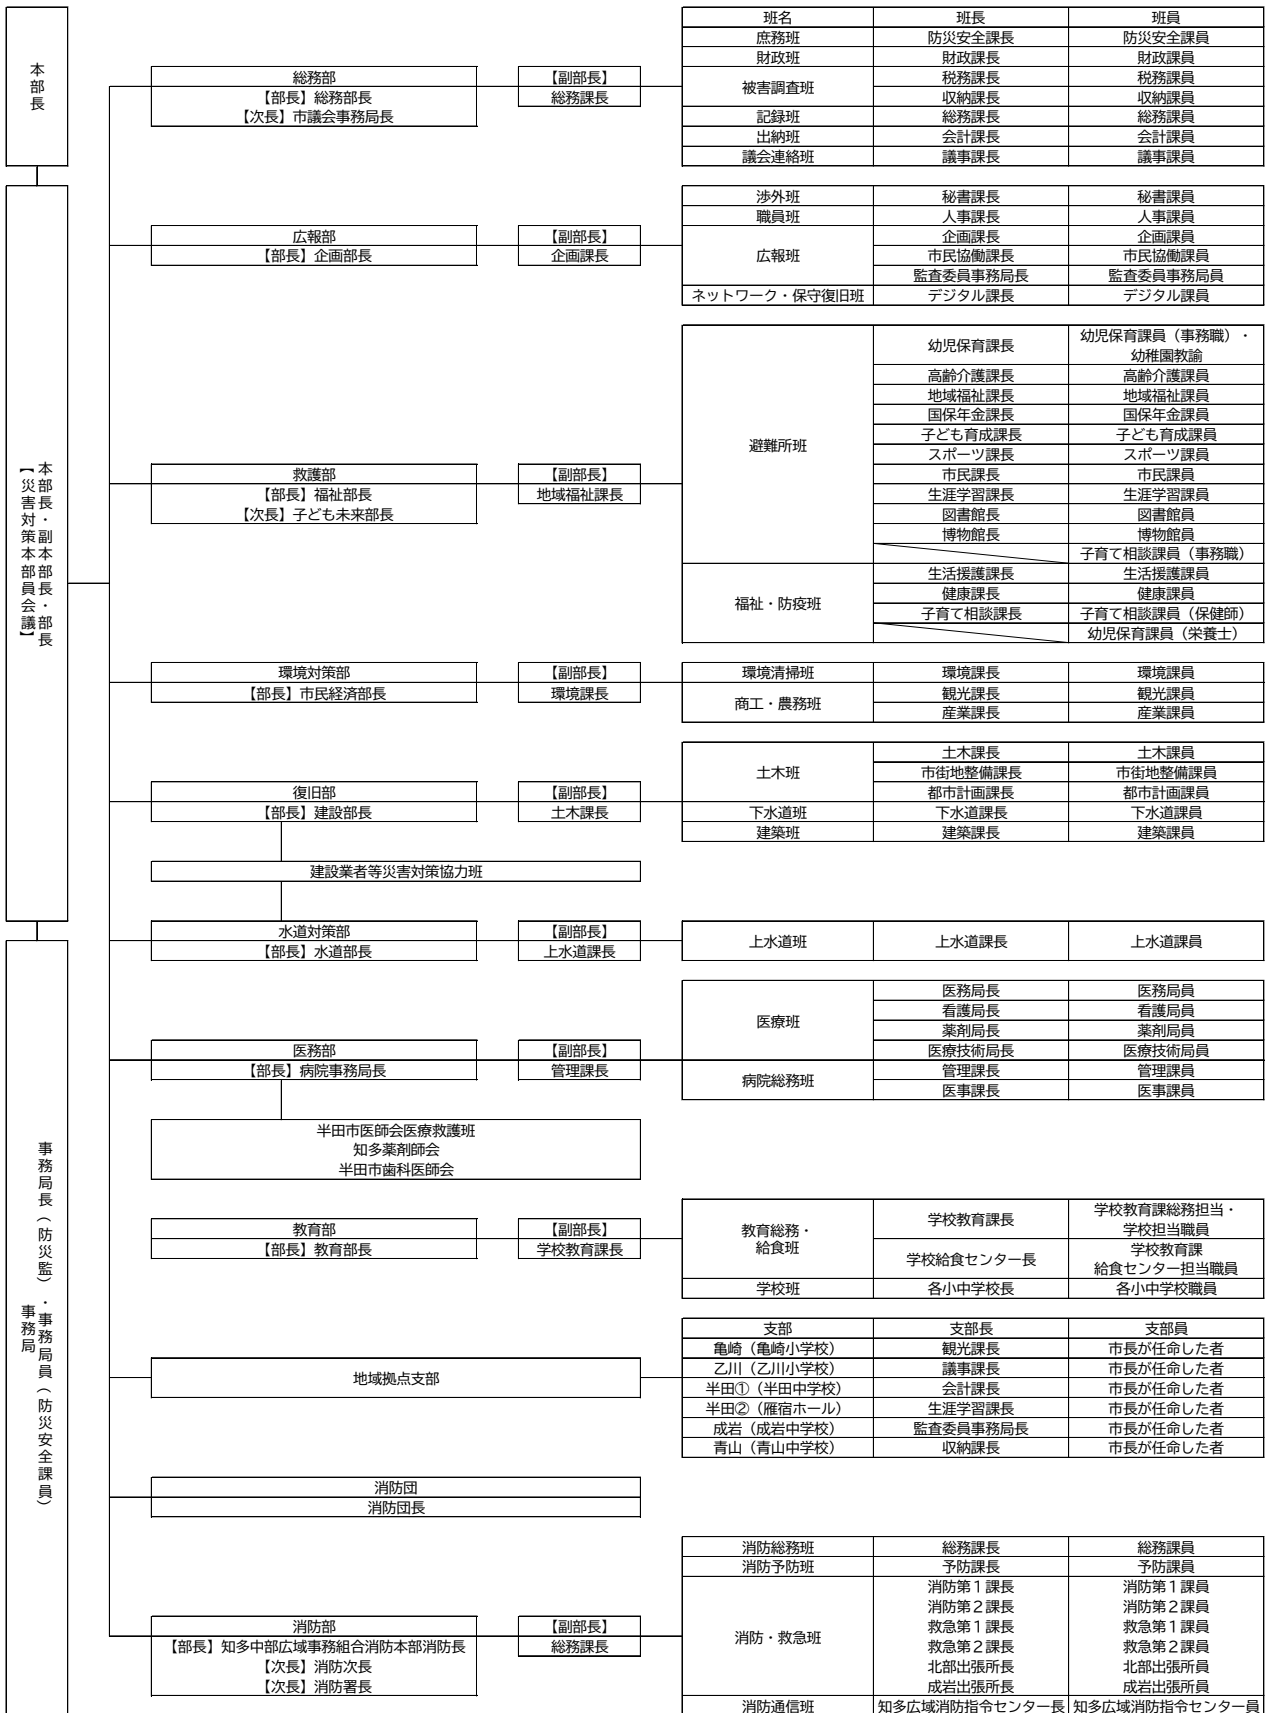 本部長
本部長・副本部長・部長
【災害対策本部員会議】
事務局長（防災監）・事務局員（防災安全課員）
事務局
総務部
【部長】総務部長
【次長】市議会事務局長
【副部長】
総務課長
班名 班長 班員
庶務班 防災安全課長 防災安全課員
財政班 財政課長 財政課員
被害調査班 税務課長 税務課員
収納課長 収納課員
記録班 総務課長 総務課員
出納班 会計課長 会計課員
議会連絡班 議事課長 議事課員
広報部
【部長】企画部長
【副部長】
企画課長
渉外班 秘書課長 秘書課員
職員班 人事課長 人事課員
広報班 企画課長 企画課員
市民協働課長 市民協働課員
監査委員事務局長 監査委員事務局員
ネットワーク・保守復旧班 デジタル課長 デジタル課員
救護部
【部長】福祉部長
【次長】子ども未来部長
【副部長】
地域福祉課長
避難所班 幼児保育課長 幼児保育課員（事務職）・
幼稚園教諭
高齢介護課長 高齢介護課員
地域福祉課長 地域福祉課員
国保年金課長 国保年金課員
子ども育成課長 子ども育成課員
スポーツ課長 スポーツ課員
市民課長 市民課員
生涯学習課長 生涯学習課員
図書館長 図書館員
博物館長 博物館員
子育て相談課員（事務職）
福祉・防疫班 生活援護課長 生活援護課員
健康課長 健康課員
子育て相談課長 子育て相談課員（保健師）
幼児保育課員（栄養士）
環境対策部
【部長】市民経済部長
【副部長】
環境課長
環境清掃班 環境課長 環境課員
商工・農務班 観光課長 観光課員
産業課長 産業課員
復旧部
【部長】建設部長
【副部長】
土木課長
土木班 土木課長 土木課員
市街地整備課長 市街地整備課員
都市計画課長 都市計画課員
下水道班 下水道課長 下水道課員
建築班 建築課長 建築課員
建設業者等災害対策協力班
水道対策部
【部長】水道部長
【副部長】
上水道課長
上水道班 上水道課長 上水道課員
医務部
【部長】病院事務局長
【副部長】
管理課長
医療班 医務局長 医務局員
看護局長 看護局員
薬剤局長 薬剤局員
医療技術局長 医療技術局員
病院総務班 管理課長 管理課員
医事課長 医事課員
半田市医師会医療救護班
知多薬剤師会
半田市歯科医師会
教育部
【部長】教育部長
【副部長】
学校教育課長
教育総務・
給食班
学校教育課長 学校教育課総務担当・
学校担当職員
学校給食センター長 学校教育課
給食センター担当職員
学校班 各小中学校長 各小中学校職員
地域拠点支部
支部 支部長 支部員
亀崎（亀崎小学校） 観光課長 市長が任命した者
乙川（乙川小学校） 議事課長 市長が任命した者
半田①（半田中学校） 会計課長 市長が任命した者
半田②（雁宿ホール） 生涯学習課長 市長が任命した者
成岩（成岩中学校） 監査委員事務局長 市長が任命した者
青山（青山中学校） 収納課長 市長が任命した者
消防団
消防団長
消防部
【部長】知多中部広域事務組合消防本部消防長
【次長】消防次長
【次長】消防署長
【副部長】
総務課長
消防総務班 総務課長 総務課員
消防予防班 予防課長 予防課員
消防・救急班 消防第１課長 消防第１課員
消防第２課長 消防第２課員
救急第１課長 救急第１課員
救急第２課長 救急第２課員
北部出張所長 北部出張所員
成岩出張所長 成岩出張所員
消防通信班 知多広域消防指令センター長 知多広域消防指令センター員